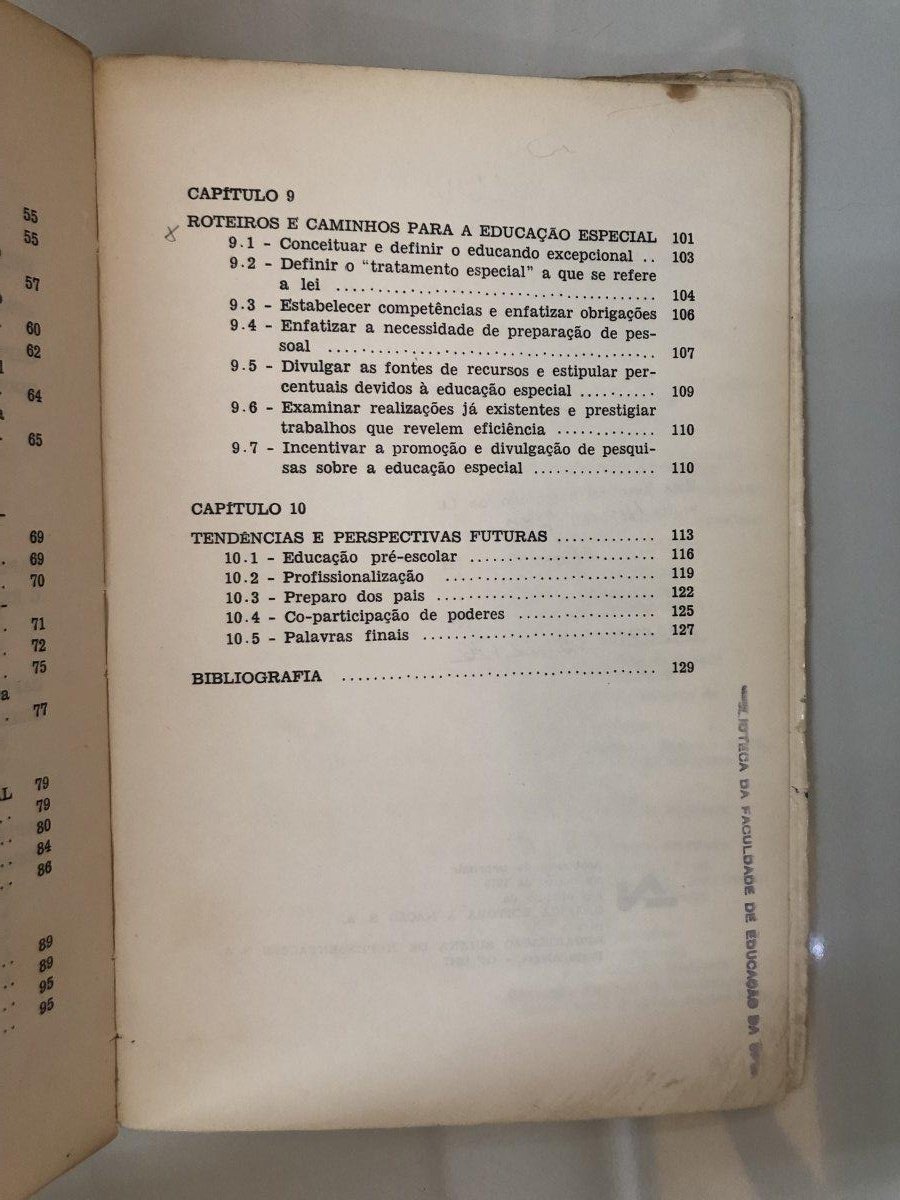 55
55
57
60
62
64
65
69
69
70
71
72
75
77
79
79
80
84
86
89
89
95
95
CAPÍTULO 9
ROTEIROS E CAMINHOS PARA A EDUCAÇÃO ESPECIAL 101
9.1 - Conceituar e definir o educando excepcional .. 103
9.2 - Definir o "tratamento especial" a que se refere
a lei ...................................... 104
9.3 - Estabelecer competências e enfatizar obrigações 106
9.4 - Enfatizar a necessidade de preparação de pes-
soal ....................................... 107
9.5 - Divulgar as fontes de recursos e estipular per-
centuais devidos à educação especial .......... 109
9.6 - Examinar realizações já existentes e prestigiar
trabalhos que revelem eficiência ............. 110
9.7 - Incentivar a promoção e divulgação de pesqui-
sas sobre a educação especial ................ 110
CAPÍTULO 10
TENDÊNCIAS E PERSPECTIVAS FUTURAS ............. 113
10.1 - Educação pré-escolar ...................... 116
10.2 - Profissionalização ......................... 119
10.3 - Preparo dos pais .......................... 122
10.4 - Co-participação de poderes ................. 125
10.5 - Palavras finais ............................ 127
BIBLIOGRAFIA ...................................... 129
DA FACULDADE DE EDUCAÇÃO DA